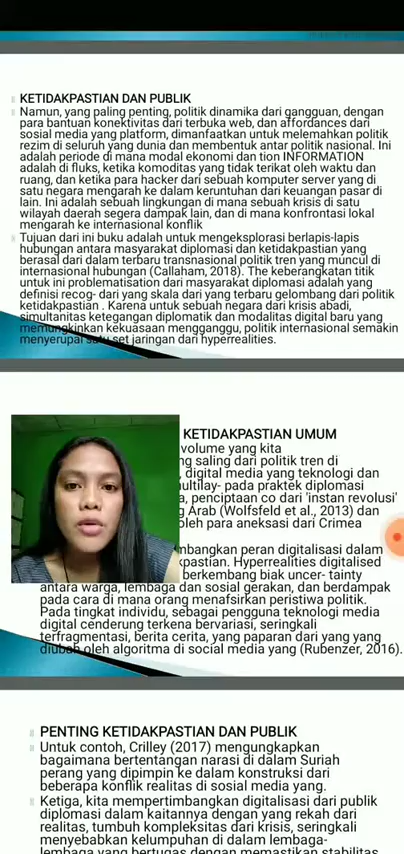 KETIDAKPASTIAN DAN PUBLIK
Namun, yang paling penting, politik dinamika dari gangguan, dengan
para bantuan konektivitas dari terbuka web, dan affordances dari
sosial media yang platform, dimanfaatkan untuk melemahkan politik
rezim di seluruh yang dunia dan membentuk antar politik nasional. Ini
adalah periode di mana modal ekonomi dan tion INFORMATION
adalah di fluks, ketika komoditas yang tidak terikat oleh waktu dan
ruang, dan ketika para hacker dari sebuah komputer server yang di
satu negara mengarah ke dalam keruntuhan dari keuangan pasar di
lain. Ini adalah sebuah lingkungan di mana sebuah krisis di satu
wilayah daerah segera dampak lain, dan di mana konfrontasi lokal
mengarah ke internasional konflik
Tujuan dari ini buku adalah untuk mengeksplorasi berlapis-lapis
hubungan antara masyarakat diplomasi dan ketidakpastian yang
berasal dari dalam terbaru transnasional politik tren yang muncul di
internasional hubungan (Callaham, 2018). The keberangkatan titik
untuk ini problematisation dari masyarakat diplomasi adalah yang
definisi recog- dari yang skala dari yang terbaru gelombang dari politik
ketidakpastian . Karena untuk sebuah negara dari krisis abadi,
simultanitas ketegangan diplomatik dan modalitas digital baru yang
memungkinkan kekuasaan mengganggu, politik internasional semakin
menyerupai satu set jaringan dari hyperrealities.
KETIDAKPASTIAN UMUM
volume yang kita
saling dari politik tren di
digital media yang teknologi dan
pada praktek diplomasi
penciptaan co dari 'instan revolusi'
Arab (Wolfsfeld et al., 2013) dan
oleh para aneksasi dari Crimea
peran digitalisasi dalam
Hyperrealities digitalised
berkembang biak uncer- tainty
antara warga, lembaga dan sosial gerakan, dan berdampak
pada cara di mana orang menafsirkan peristiwa politik.
Pada tingkat individu, sebagai pengguna teknologi media
digital cenderung terkena bervariasi, seringkali
terfragmentasi, berita cerita, yang paparan dari yang yang
diubah oleh algoritma di social media yang (Rubenzer, 2016).
PENTING KETIDAKPASTIAN DAN PUBLIK
Untuk contoh, Crilley (2017) mengungkapkan
bagaimana bertentangan narasi di dalam Suriah
perang yang dipimpin ke dalam konstruksi dari
beberapa konflik realitas di sosial media yang.
Ketiga, kita mempertimbangkan digitalisasi dari publik
diplomasi dalam kaitannya dengan yang rekah dari
realitas, tumbuh kompleksitas dari krisis, seringkali
menyebabkan kelumpuhan di dalam lembaga-
lembaga yang bertugas dengan memastikan stabilitas